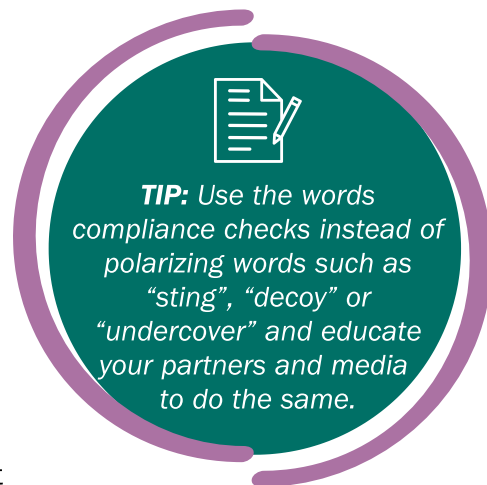 TIP: Use the words
compliance checks instead of
polarizing words such as
“sting”, “decoy” or
“undercover” and educate
your partners and media
to do the same.